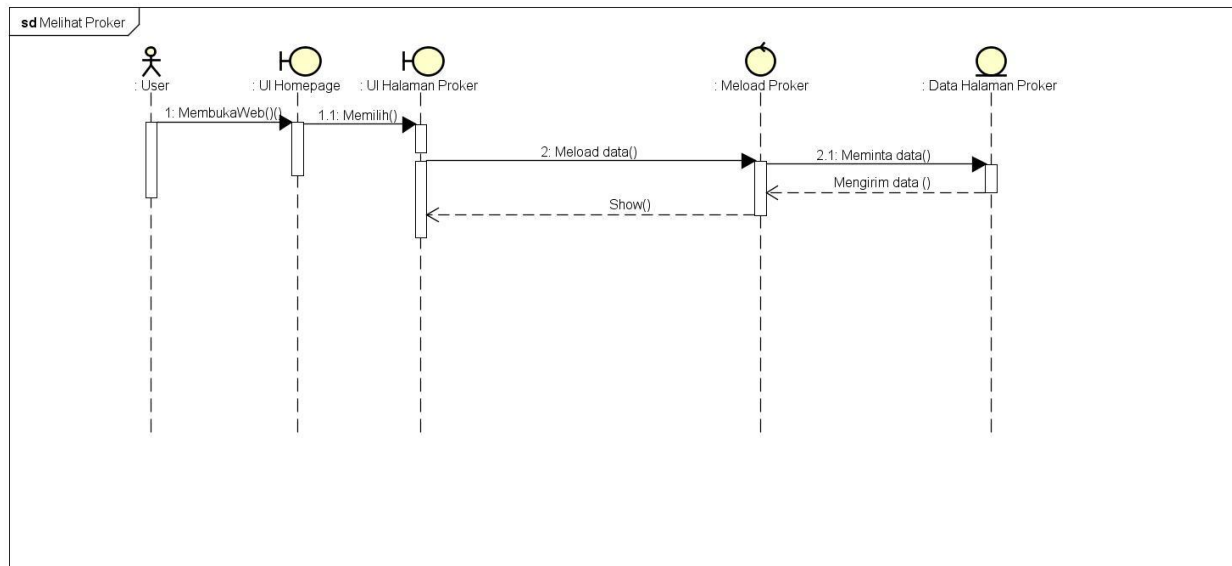 sd Melihat Proker
: User
: UI Homepage
: UI Halaman Proker
: Meload Proker
: Data Halaman Proker
1: MembukaWeb()()
1.1: Memilih()
2: Meload data()
2.1: Meminta data()
Mengirim data ()
Show()